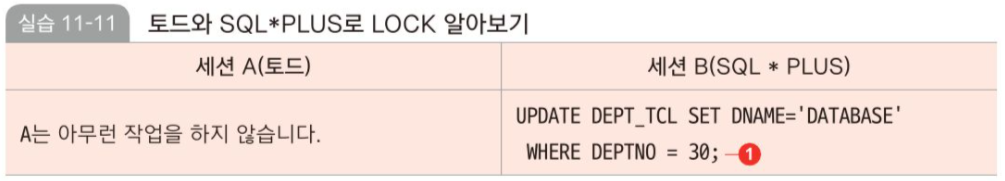 실습 11-11 토드와 SQL*PLUS로 LOCK 알아보기
세션 A(토드) 세션 B(SQL * PLUS)
A는 아무런 작업을 하지 않습니다.
UPDATE DEPT_TCL SET DNAME='DATABASE'
WHERE DEPTNO = 30; 1